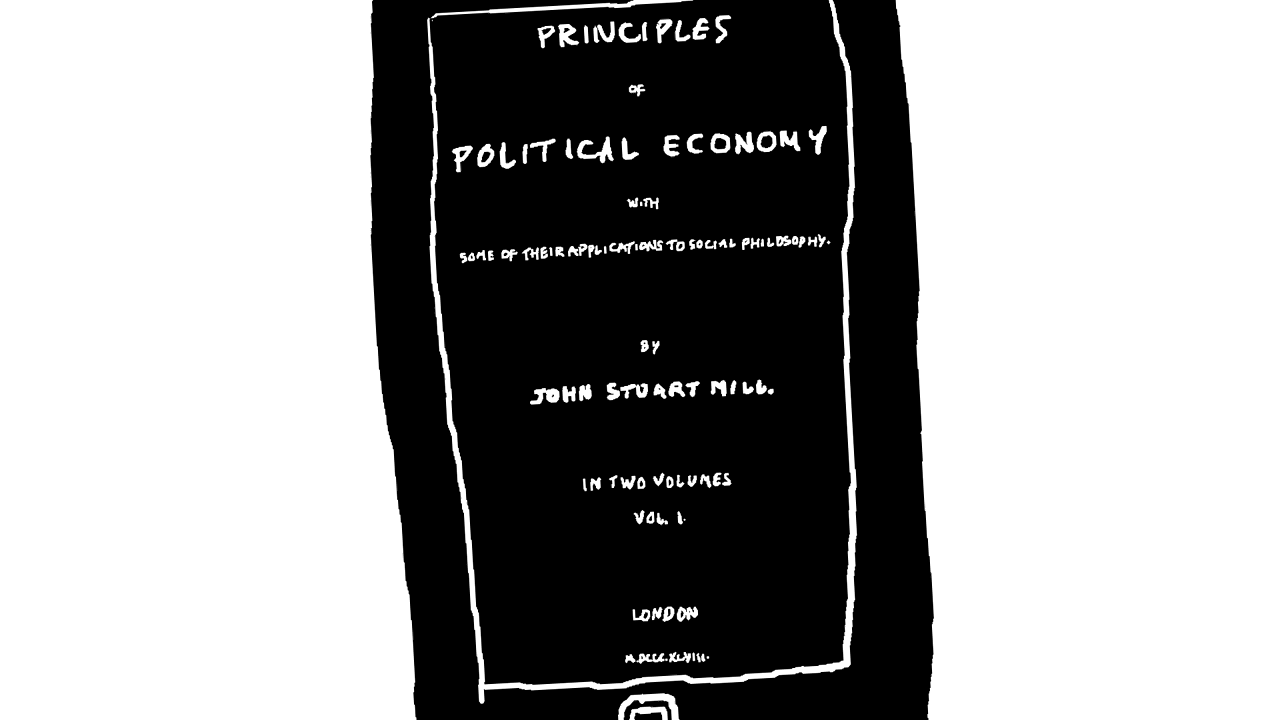 PRINCIPLES
OF
POLITICAL ECONOMY
WITH
SOME OF THEIR APPLICATIONS TO SOCIAL PHILOSOPHY.
BY
JOHN STUART MILL.
IN TWO VOLUMES
VOL. I.
LONDON
M.DCCC.XLVIII.